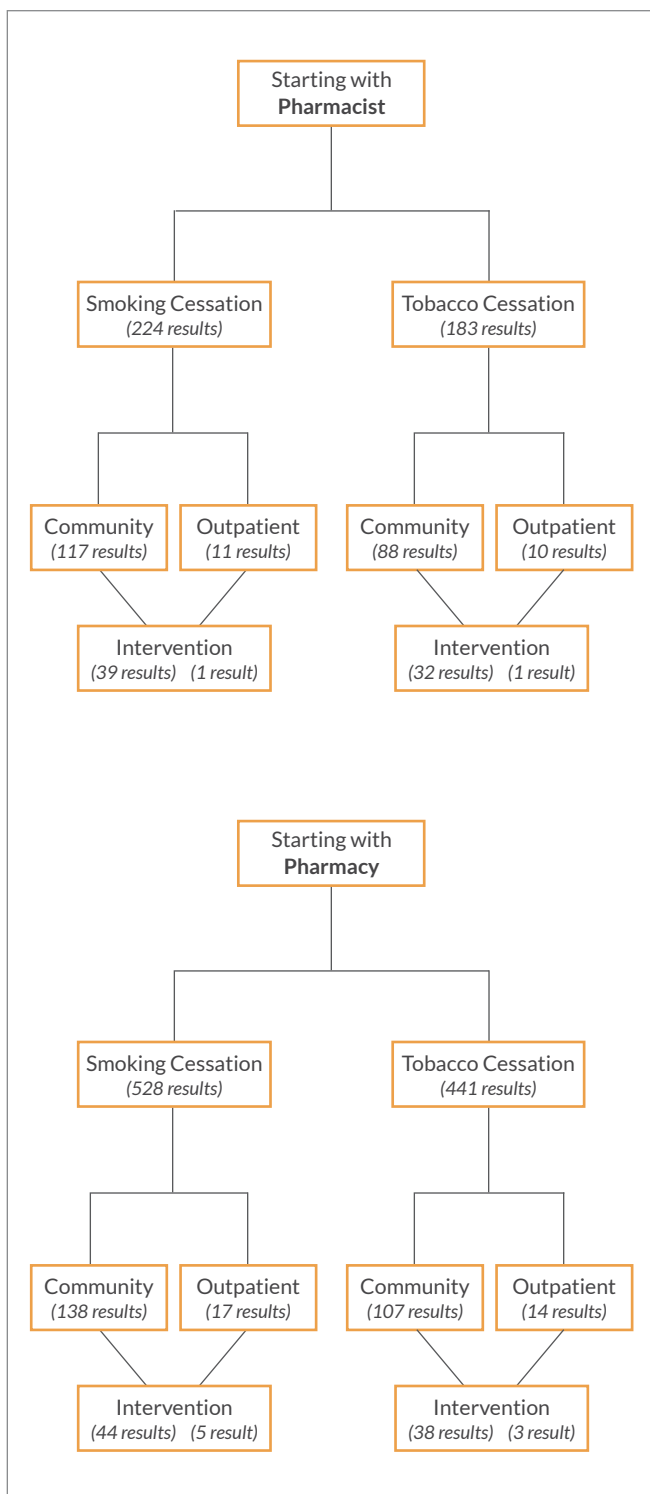 Starting with
Pharmacist
Smoking Cessation
(224 results)
Tobacco Cessation
(183 results)
Community
(117 results)
Outpatient
(11 results)
Community
(88 results)
Outpatient
(10 results)
Intervention
(39 results) (1 result)
Intervention
(32 results) (1 result)
Starting with
Pharmacy
Smoking Cessation
(528 results)
Tobacco Cessation
(441 results)
Community
(138 results)
Outpatient
(17 results)
Community
(107 results)
Outpatient
(14 results)
Intervention
(44 results) (5 result)
Intervention
(38 results) (3 result)